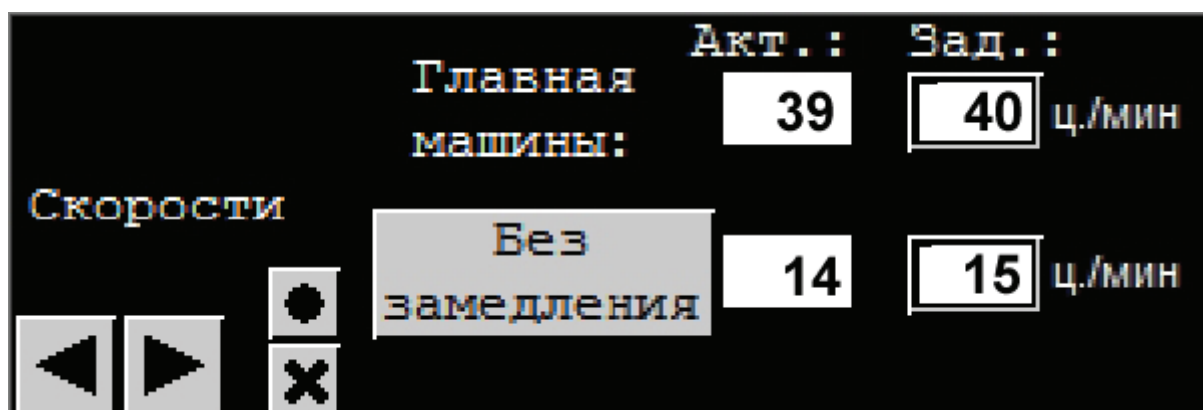 Акт.: Зад.:
Главная
машины:
39 40 ц./мин
Скорости
Без
замедления
14 15 ц./мин